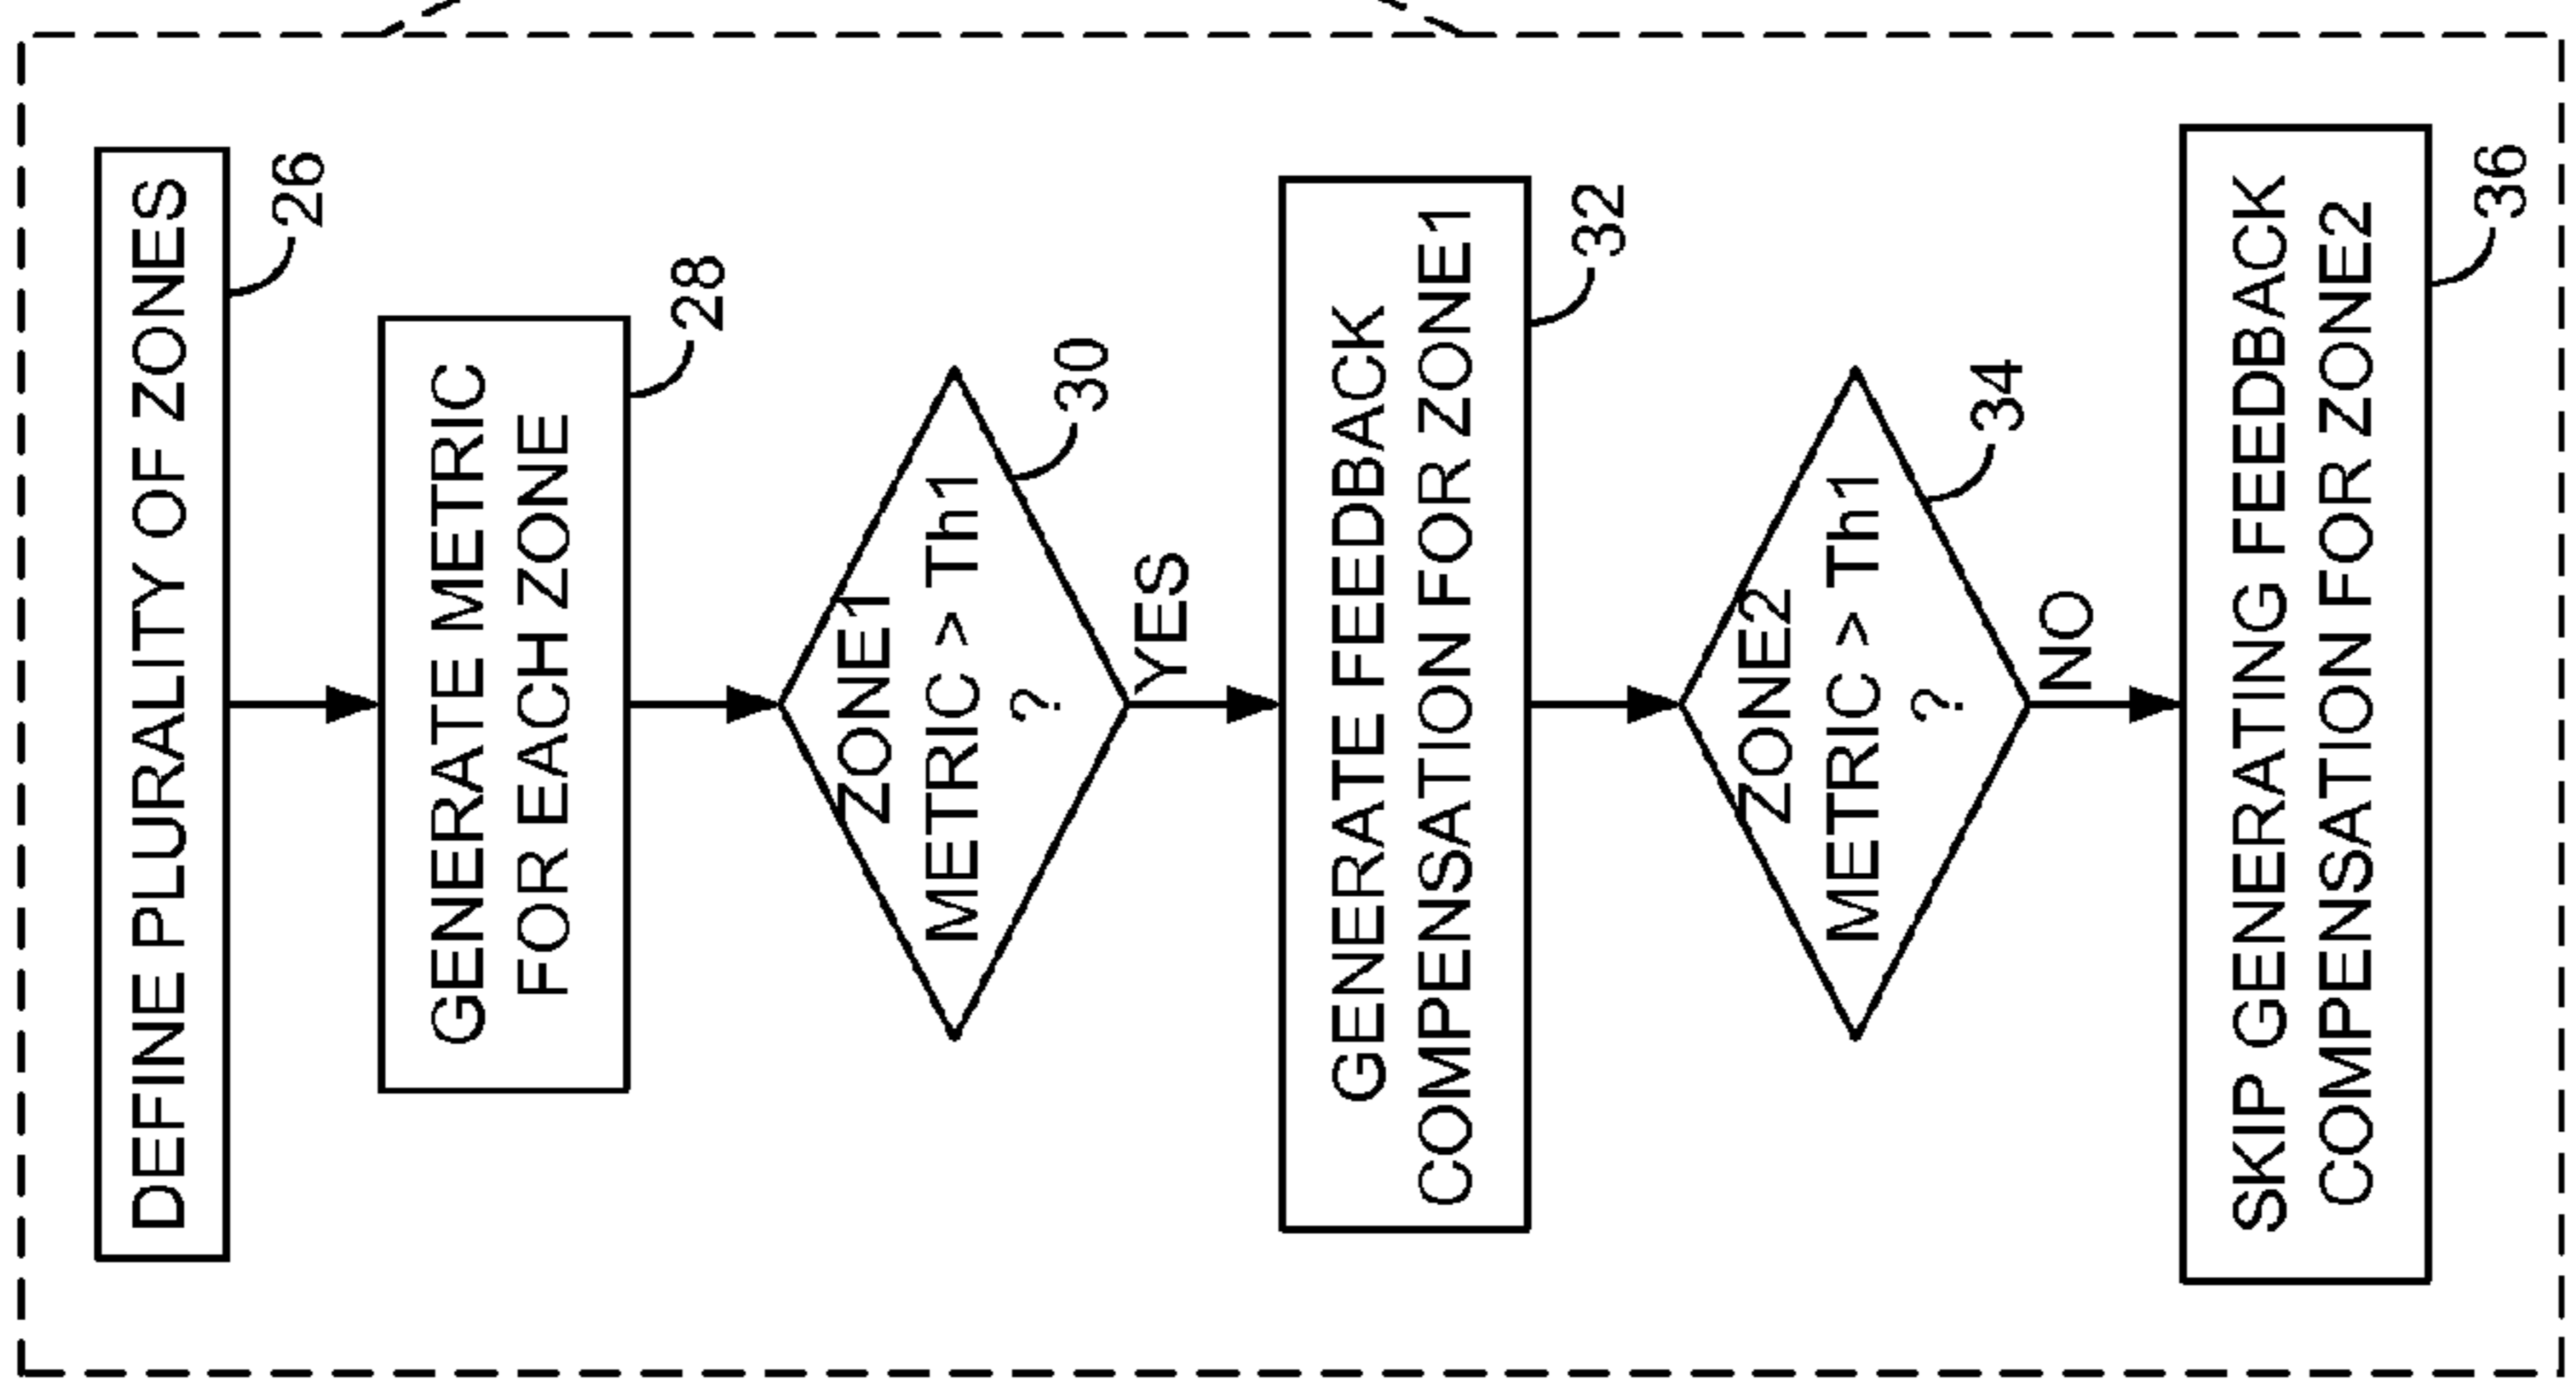 DEFINE PLURALITY OF ZONES
26
GENERATE METRIC
FOR EACH ZONE
28
ZONE1
METRIC > Th1
?
30
YES
GENERATE FEEDBACK
COMPENSATION FOR ZONE1
32
ZONE2
METRIC > Th1
?
34
NO
SKIP GENERATING FEEDBACK
COMPENSATION FOR ZONE2
36